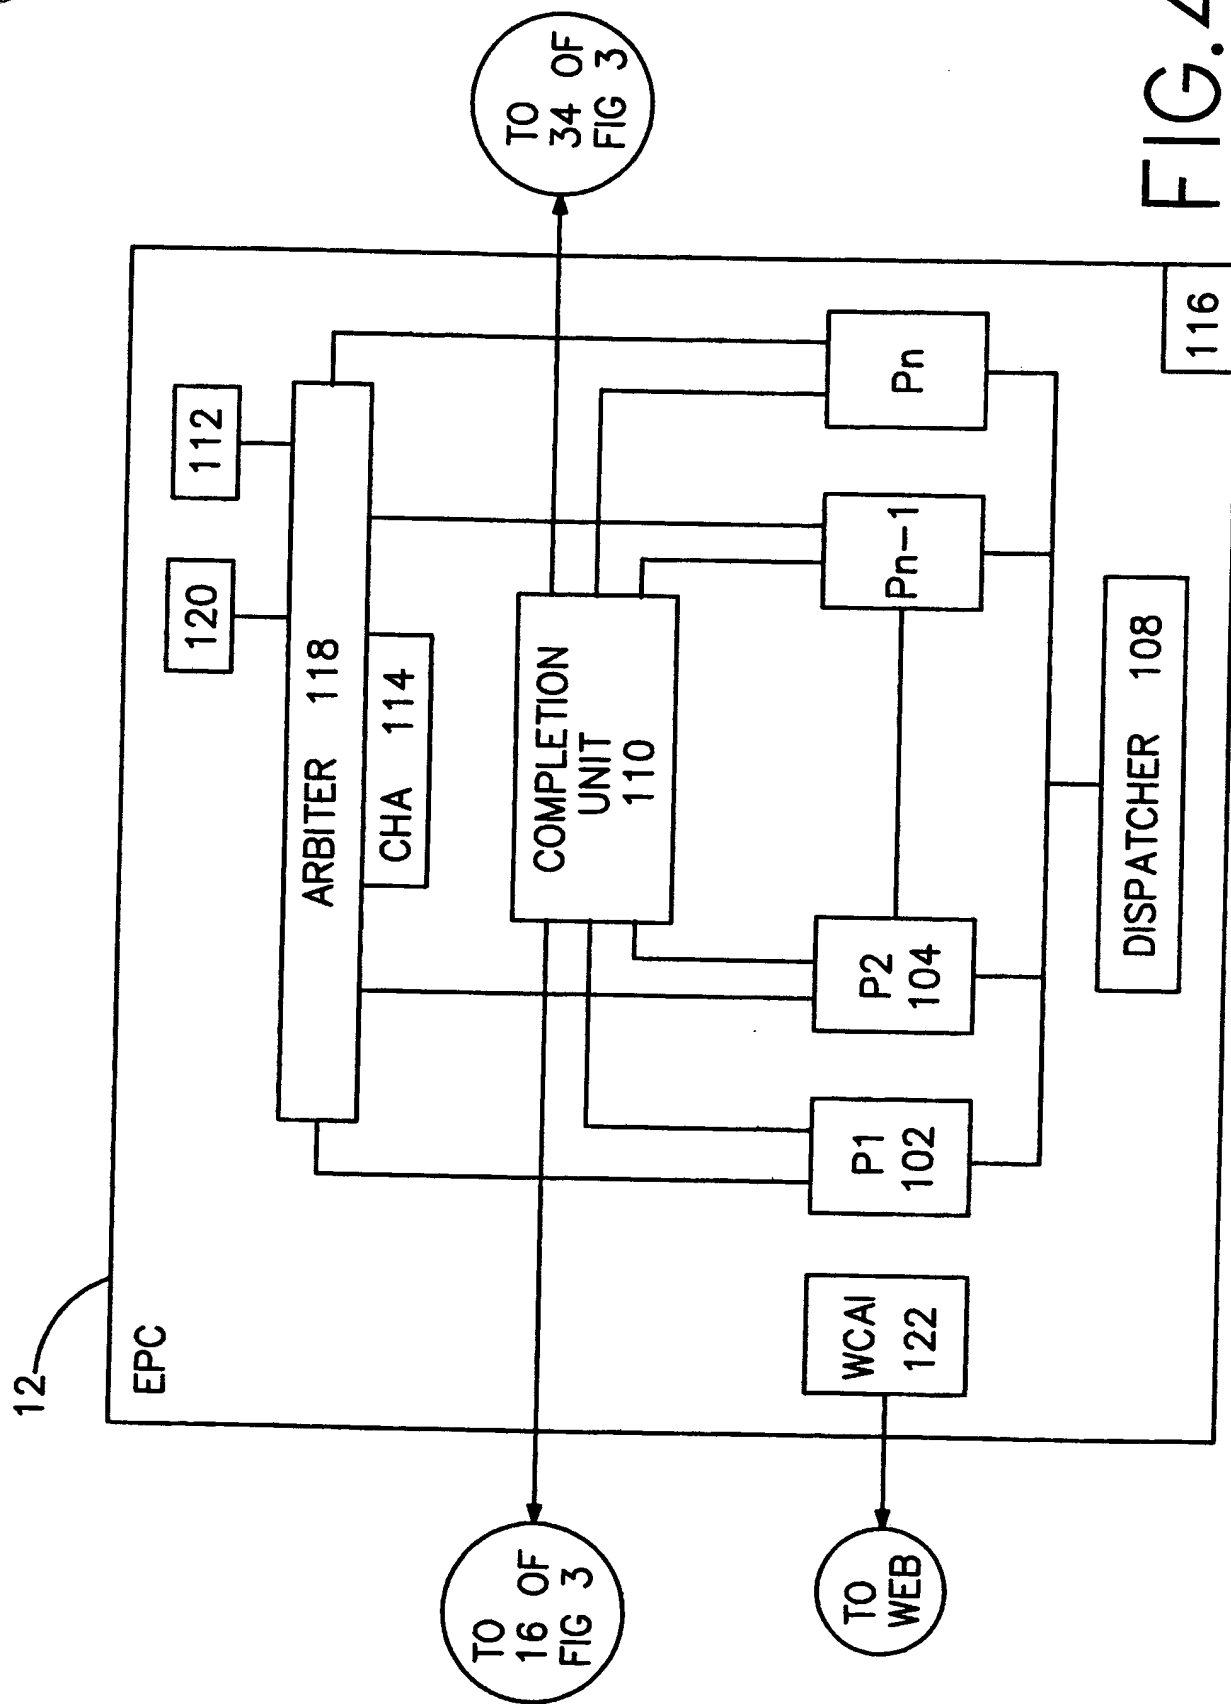 12
EPC
120
112
ARBITER 118
CHA 114
TO
34 OF
FIG 3
COMPLETION
UNIT
110
TO
16 OF
FIG 3
WCAI
122
TO
WEB
P1
102
P2
104
Pn-1
Pn
DISPATCHER 108
116
FIG. 4